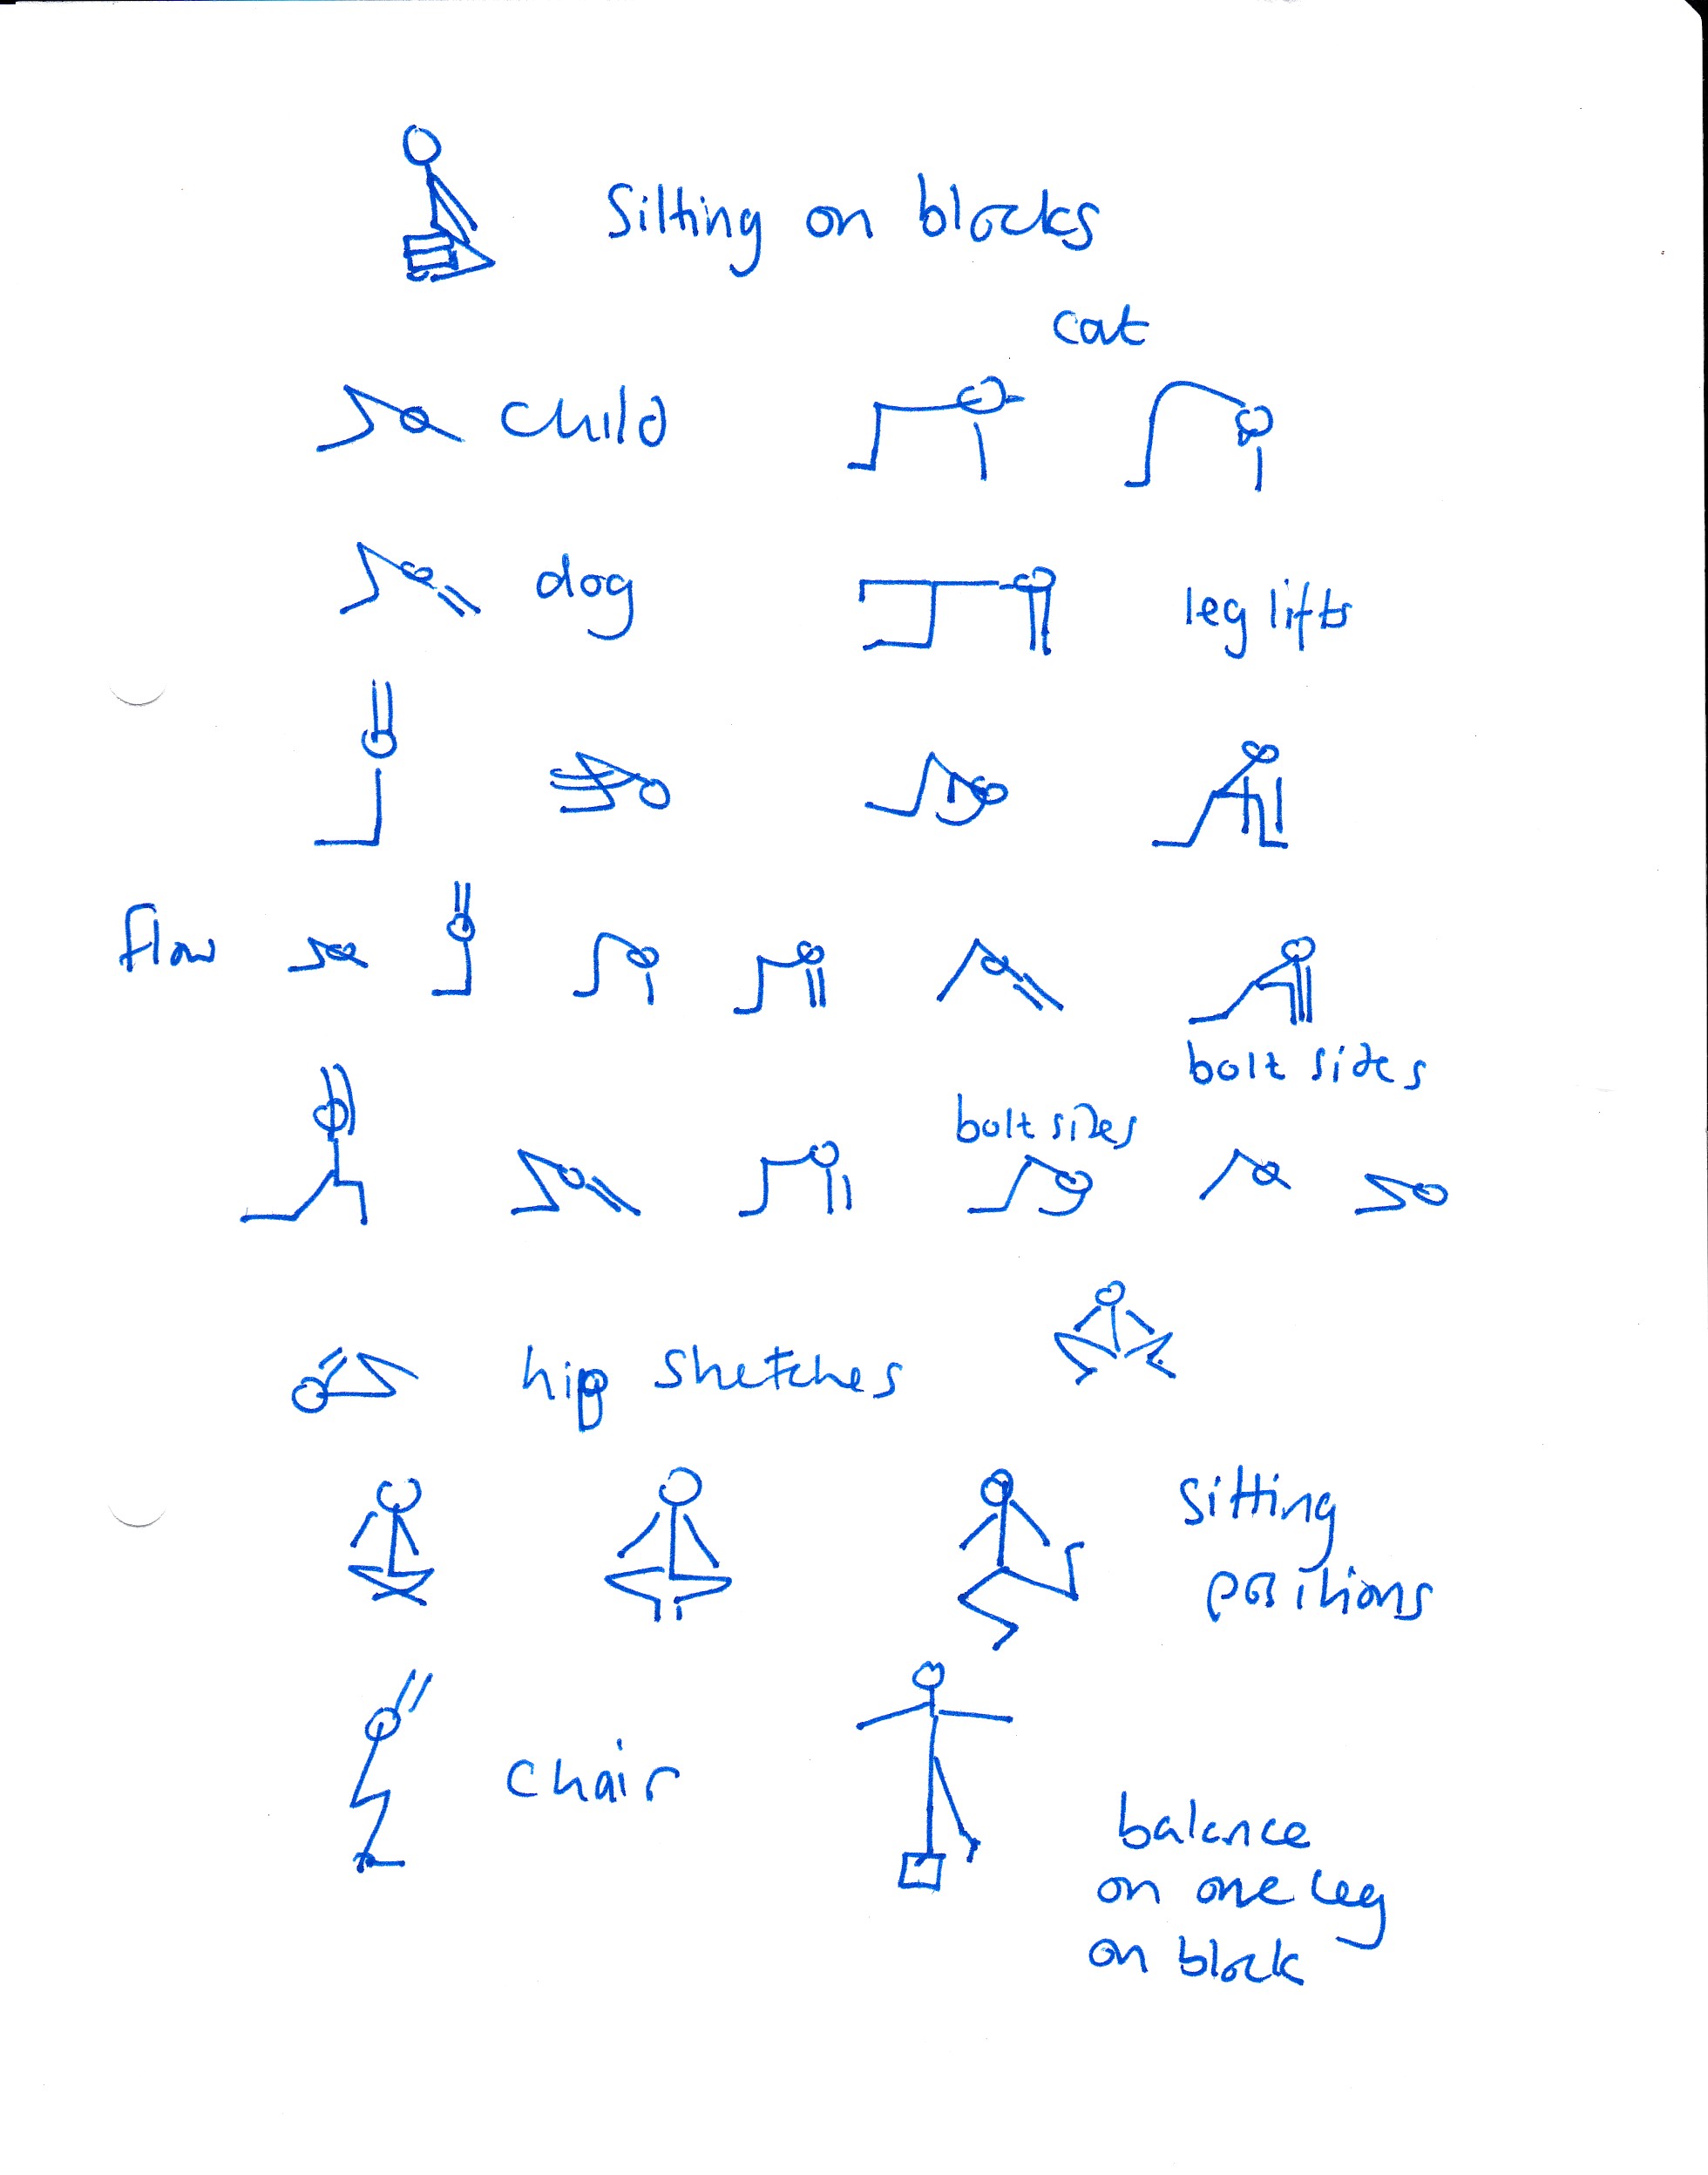 Sitting on blocks
cat
child
dog
leg lifts
flow
bolt sides
bolt sides
hip stretches
sitting
positions
chair
balance
on one leg
on block